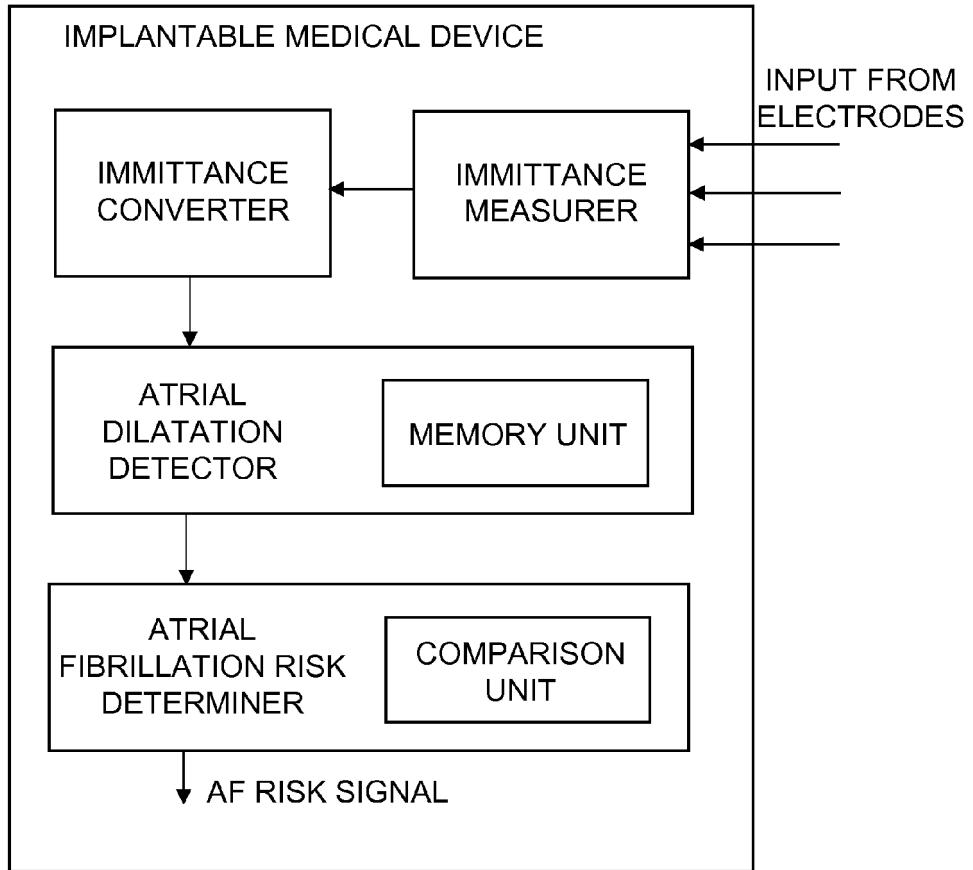 IMPLANTABLE MEDICAL DEVICE
INPUT FROM
ELECTRODES
IMMITTANCE
CONVERTER
IMMITTANCE
MEASURER
ATRIAL
DILATATION
DETECTOR
MEMORY UNIT
ATRIAL
FIBRILLATION RISK
DETERMINER
COMPARISON
UNIT
AF RISK SIGNAL